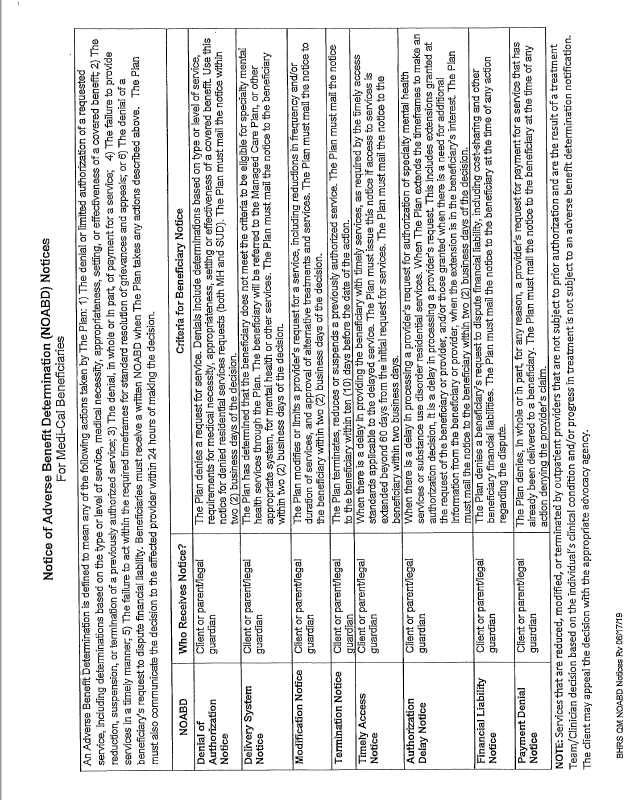 Notice of Adverse Benefit Determination (NOABD) Notices
For Medi-Cal Beneficiaries
An Adverse Benefit Determination is defined to mean any of the following actions taken by The Plan: 1) The denial or limited authorization of a requested
service, including determinations based on the type or level of service, medical necessity, appropriateness, setting, or effectiveness of a covered benefit; 2) The
reduction, suspension, or termination of a previously authorized service; 3) The denial, in whole or in part, of payment for a service; 4) The failure to provide
services in a timely manner; 5) The failure to act within the required timeframes for standard resolution of grievances and appeals; or 6) The denial of a
beneficiary's request to dispute financial liability. Beneficiaries must receive a written NOABD when The Plan takes any actions described above. The Plan
must also communicate the decision to the affected provider within 24 hours of making the decision.
NOABD
Who Receives Notice?
Criteria for Beneficiary Notice
Denial of
Authorization
Notice
Client or parent/legal
guardian
The Plan denies a request for service. Denials include determinations based on type or level of service,
requirements for medical necessity, appropriateness, setting or effectiveness of a covered benefit. Use this
notice for denied residential services requests (both MH and SUD). The Plan must mail the notice within
two (2) business days of the decision.
Delivery System
Notice
Client or parent/legal
guardian
The Plan has determined that the beneficiary does not meet the criteria to be eligible for specialty mental
health services through the Plan. The beneficiary will be referred to the Managed Care Plan, or other
appropriate system, for mental health or other services. The Plan must mail the notice to the beneficiary
within two (2) business days of the decision.
Modification Notice
Client or parent/legal
guardian
The Plan modifies or limits a provider's request for a service, including reductions in frequency and/or
duration of services, and approval of alternative treatments and services. The Plan must mail the notice to
the beneficiary within two (2) business days of the decision.
Termination Notice
Client or parent/legal
guardian
The Plan terminates, reduces or suspends a previously authorized service. The Plan must mail the notice
to the beneficiary within ten (10) days before the date of the action.
Timely Access
Notice
Client or parent/legal
guardian
When there is a delay in providing the beneficiary with timely services, as required by the timely access
standards applicable to the delayed service. The Plan must issue this notice if access to services is
extended beyond 60 days from the initial request for services. The Plan must mail the notice to the
beneficiary within two business days.
Authorization
Delay Notice
Client or parent/legal
guardian
When there is a delay in processing a provider's request for authorization of specialty mental health
services or substance use disorder residential services. When The Plan extends the timeframes to make an
authorization decision, it is a delay in processing a provider's request. This includes extensions granted at
the request of the beneficiary or provider, and/or those granted when there is a need for additional
information from the beneficiary or provider, when the extension is in the beneficiary's interest. The Plan
must mail the notice to the beneficiary within two (2) business days of the decision.
Financial Liability
Notice
Client or parent/legal
guardian
The Plan denies a beneficiary's request to dispute financial liability, including cost-sharing and other
beneficiary financial liabilities. The Plan must mail the notice to the beneficiary at the time of any action
regarding the dispute.
Payment Denial
Notice
Client or parent/legal
guardian
The Plan denies, in whole or in part, for any reason, a provider's request for payment for a service that has
already been delivered to a beneficiary. The Plan must mail the notice to the beneficiary at the time of any
action denying the provider's claim.
NOTE: Services that are reduced, modified, or terminated by outpatient providers that are not subject to prior authorization and are the result of a treatment
Team/Clinician decision based on the individual's clinical condition and/or progress in treatment is not subject to an adverse benefit determination notification.
The client may appeal the decision with the appropriate advocacy agency.
BHRS QM NOABD Notices Rv 06/17/19